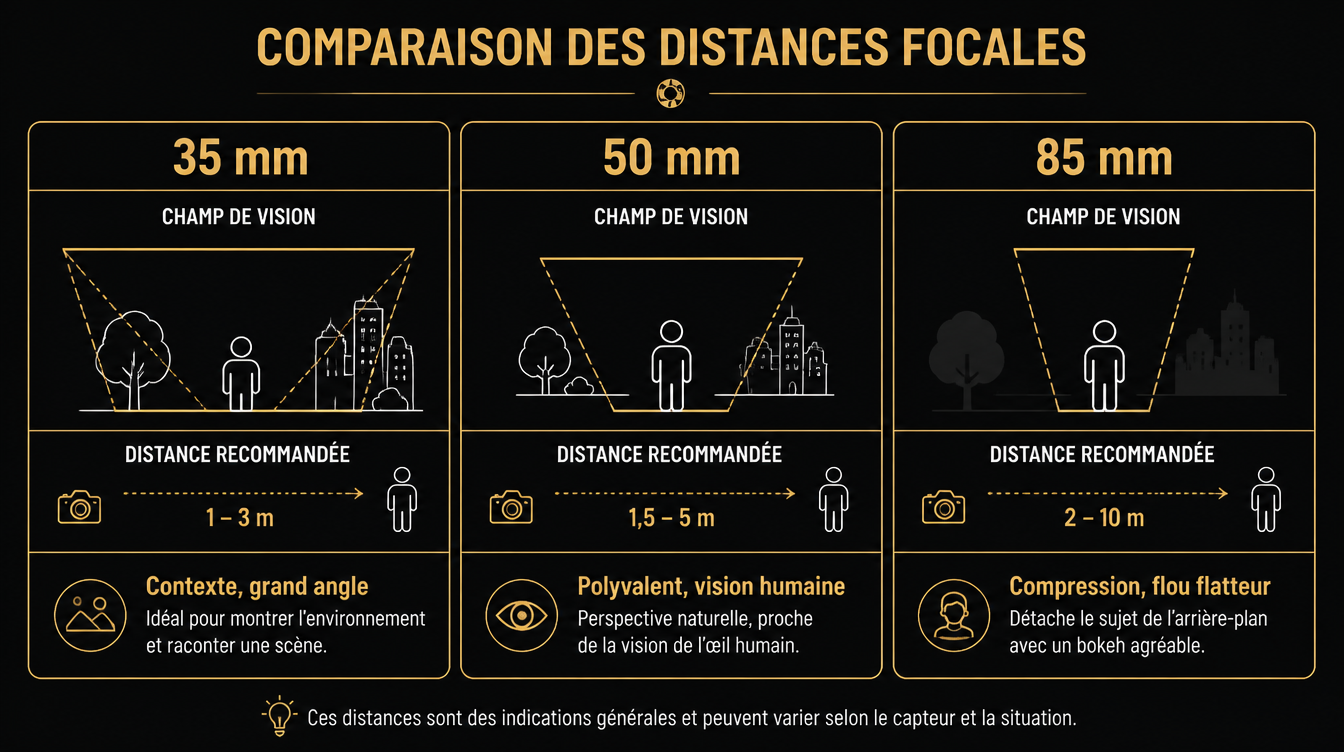 COMPARAISON DES DISTANCES FOCALES
35 mm
CHAMP DE VISION
DISTANCE RECOMMANDÉE
1 – 3 m
Contexte, grand angle
Idéal pour montrer l'environnement
et raconter une scène.
50 mm
CHAMP DE VISION
DISTANCE RECOMMANDÉE
1,5 – 5 m
Polyvalent, vision humaine
Perspective naturelle, proche
de la vision de l'œil humain.
85 mm
CHAMP DE VISION
DISTANCE RECOMMANDÉE
2 – 10 m
Compression, flou flatteur
Détache le sujet de l'arrière-plan
avec un bokeh agréable.
Ces distances sont des indications générales et peuvent varier selon le capteur et la situation.